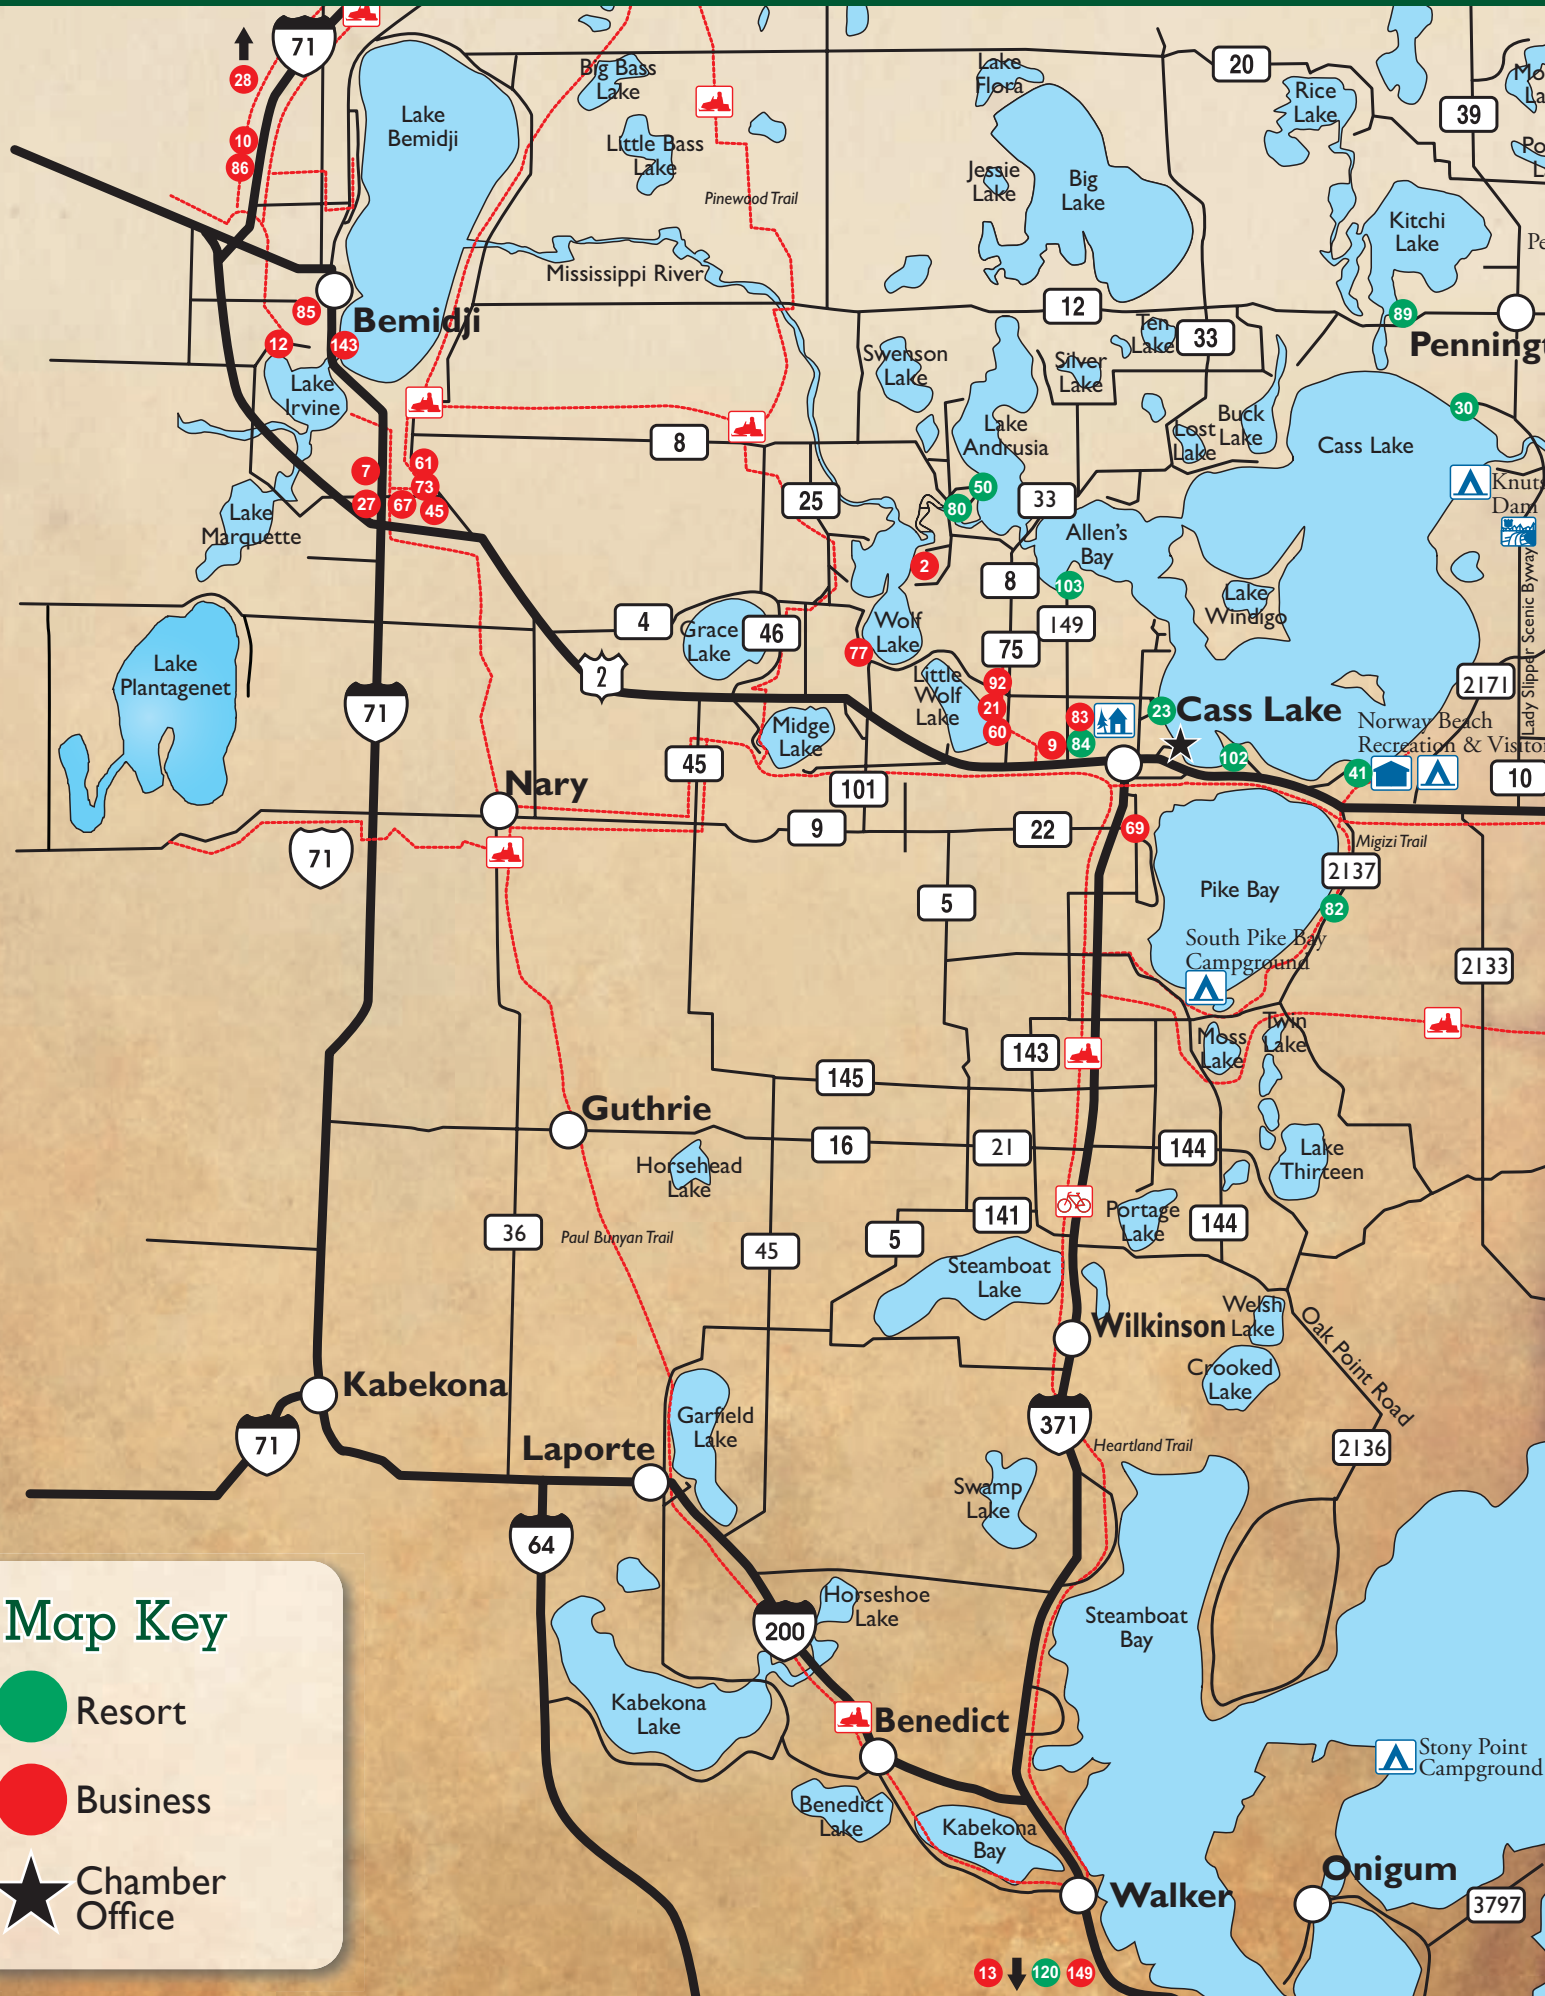 71
28
10
86
Lake
Bemidji
Big Bass
Lake
Little Bass
Lake
Pinewood Trail
Lake
Flora
Jessie
Lake
Big
Lake
20
Rice
Lake
39
Mo
La
Po
L
Kitchi
Lake
Pe
Mississippi River
85
Bemidji
12
143
Lake
Irvine
12
Ten
Lake
33
89
Penningt
Swenson
Lake
Silver
Lake
30
Lake
Andrusia
Lost
Lake
Buck
Lake
Cass Lake
8
7
61
73
27
67
45
25
50
80
33
Knuts
Dam
Lake
Marquette
Allen's
Bay
2
8
103
Lake
Windigo
Lady Slipper Scenic Byway
4
Grace
Lake
46
Wolf
Lake
149
75
77
2
Lake
Plantagenet
71
Little
Wolf
Lake
92
21
60
9
83
84
23
Cass Lake
2171
Norway Beach
Recreation & Visitor
102
41
10
Midge
Lake
45
Nary
101
9
22
69
71
Migizi Trail
2137
Pike Bay
82
5
South Pike Bay
Campground
2133
143
Moss
Lake
Twin
Lake
145
Guthrie
16
21
144
Horsehead
Lake
Lake
Thirteen
36
Paul Bunyan Trail
45
5
141
Portage
Lake
144
Steamboat
Lake
Wilkinson
Welsh
Lake
Crooked
Lake
Oak Point Road
Kabekona
71
Garfield
Lake
Laporte
371
Heartland Trail
2136
Swamp
Lake
64
Horseshoe
Lake
200
Steamboat
Bay
Kabekona
Lake
Benedict
Stony Point
Campground
Benedict
Lake
Kabekona
Bay
Walker
Onigum
3797
13
120
149
Map Key
Resort
Business
Chamber
Office